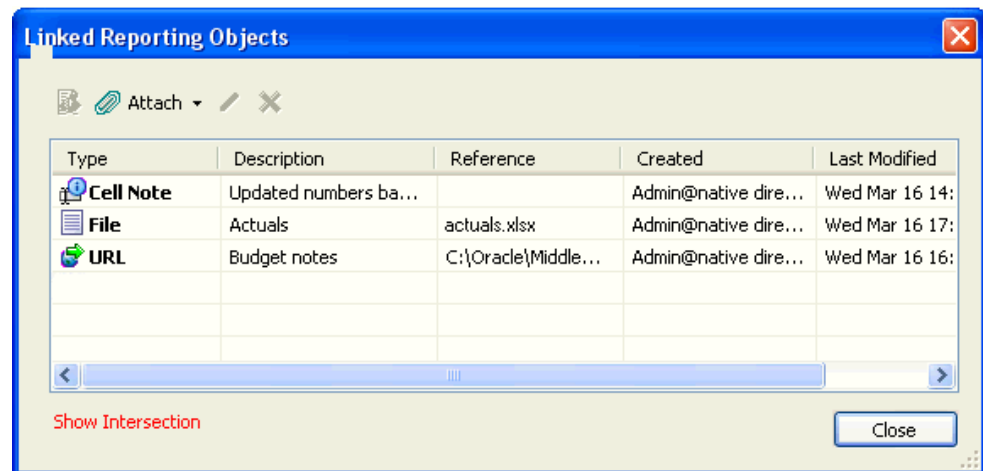 Linked Reporting Objects
Attach
Type Description Reference Created Last Modified
Cell Note Updated numbers ba... Admin@native dire... Wed Mar 16 14:
File Actuals actuals.xlsx Admin@native dire... Wed Mar 16 17:
URL Budget notes C:\Oracle\Middle... Admin@native dire... Wed Mar 16 16:
Show Intersection
Close